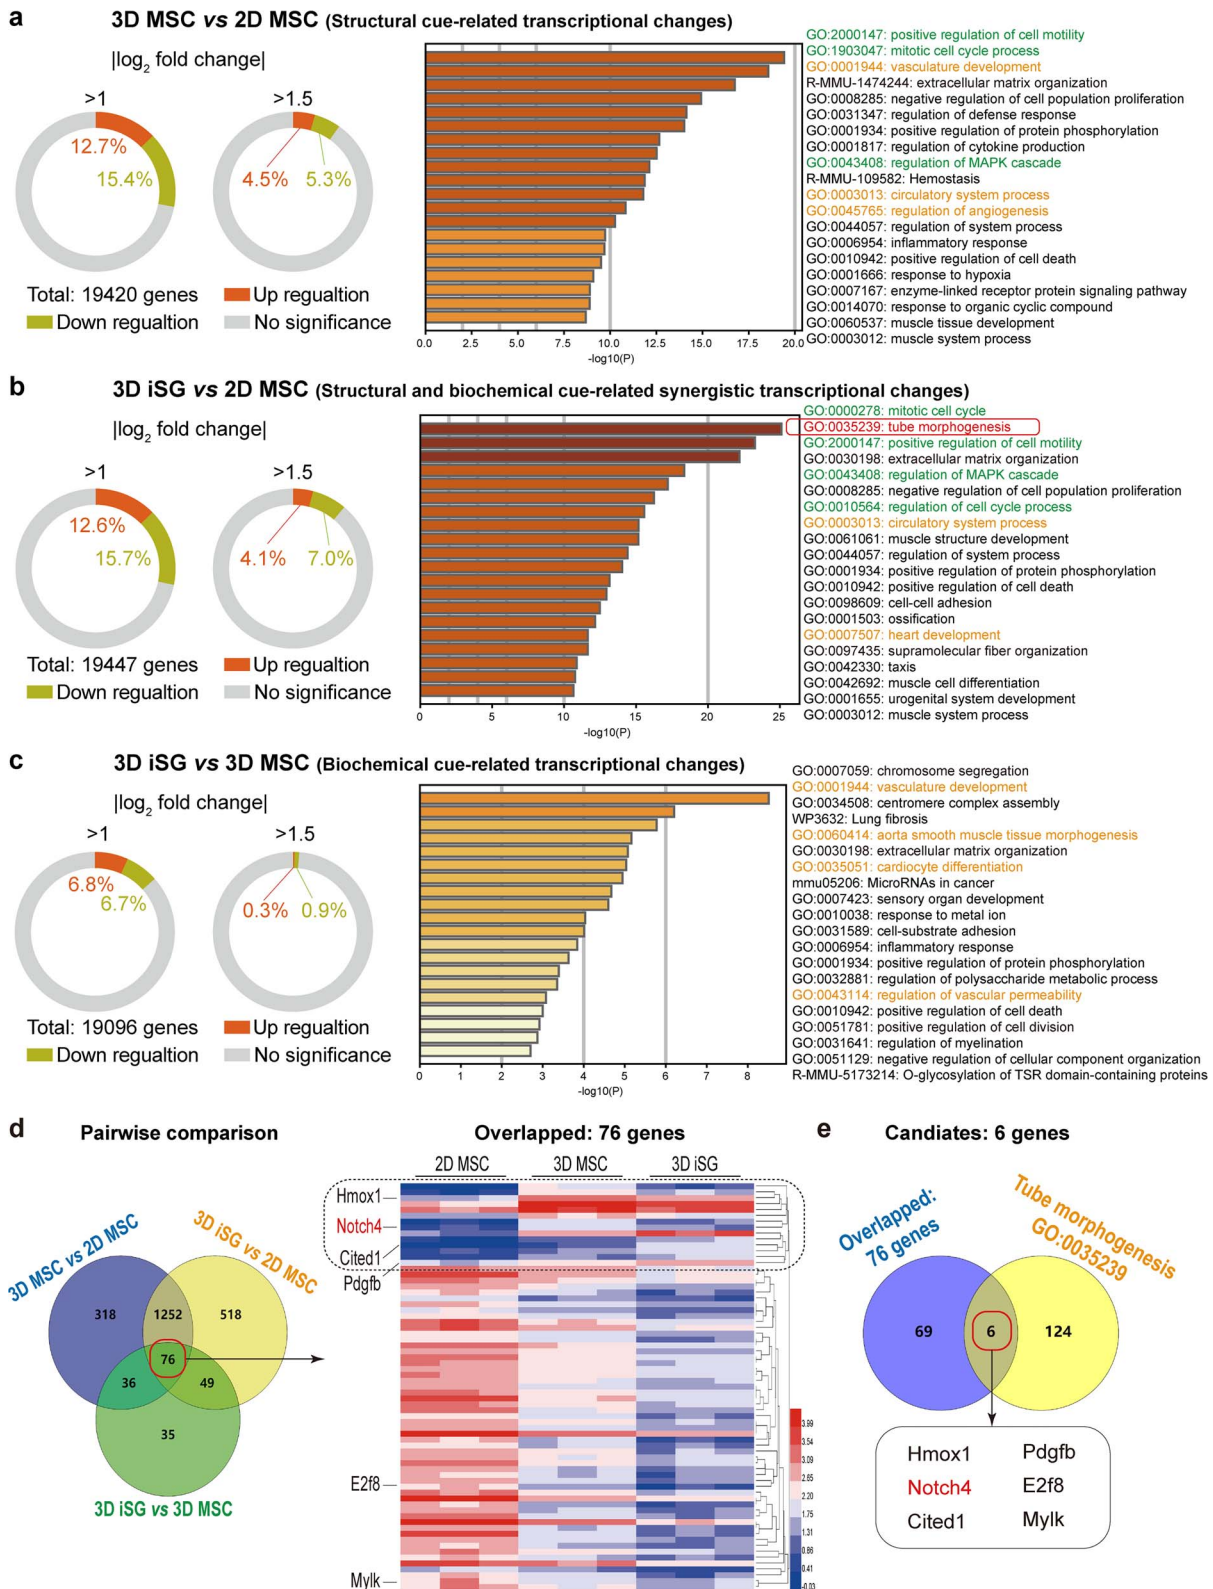 a
3D MSC vs 2D MSC (Structural cue-related transcriptional changes)
|log2 fold change|
>1
>1.5
12.7%
15.4%
4.5%
5.3%
Total: 19420 genes
Up regualtion
Down regualtion
No significance
0.0 2.5 5.0 7.5 10.0 12.5 15.0 17.5 20.0
-log10(P)
GO:2000147: positive regulation of cell motility
GO:1903047: mitotic cell cycle process
GO:0001944: vasculature development
R-MMU-1474244: extracellular matrix organization
GO:0008285: negative regulation of cell population proliferation
GO:0031347: regulation of defense response
GO:0001934: positive regulation of protein phosphorylation
GO:0001817: regulation of cytokine production
GO:0043408: regulation of MAPK cascade
R-MMU-109582: Hemostasis
GO:0003013: circulatory system process
GO:0045765: regulation of angiogenesis
GO:0044057: regulation of system process
GO:0006954: inflammatory response
GO:0010942: positive regulation of cell death
GO:0001666: response to hypoxia
GO:0007167: enzyme-linked receptor protein signaling pathway
GO:0014070: response to organic cyclic compound
GO:0060537: muscle tissue development
GO:0003012: muscle system process
b
3D iSG vs 2D MSC (Structural and biochemical cue-related synergistic transcriptional changes)
|log2 fold change|
>1
>1.5
12.6%
15.7%
4.1%
7.0%
Total: 19447 genes
Up regualtion
Down regualtion
No significance
0 5 10 15 20 25
-log10(P)
GO:0000278: mitotic cell cycle
GO:0035239: tube morphogenesis
GO:2000147: positive regulation of cell motility
GO:0030198: extracellular matrix organization
GO:0043408: regulation of MAPK cascade
GO:0008285: negative regulation of cell population proliferation
GO:0010564: regulation of cell cycle process
GO:0003013: circulatory system process
GO:0061061: muscle structure development
GO:0044057: regulation of system process
GO:0001934: positive regulation of protein phosphorylation
GO:0010942: positive regulation of cell death
GO:0098609: cell-cell adhesion
GO:0001503: ossification
GO:0007507: heart development
GO:0097435: supramolecular fiber organization
GO:0042330: taxis
GO:0042692: muscle cell differentiation
GO:0001655: urogenital system development
GO:0003012: muscle system process
c
3D iSG vs 3D MSC (Biochemical cue-related transcriptional changes)
|log2 fold change|
>1
>1.5
6.8%
6.7%
0.3%
0.9%
Total: 19096 genes
Up regualtion
Down regualtion
No significance
0 1 2 3 4 5 6 7 8
-log10(P)
GO:0007059: chromosome segregation
GO:0001944: vasculature development
GO:0034508: centromere complex assembly
WP3632: Lung fibrosis
GO:0060414: aorta smooth muscle tissue morphogenesis
GO:0030198: extracellular matrix organization
GO:0035051: cardiocyte differentiation
mmu05206: MicroRNAs in cancer
GO:0007423: sensory organ development
GO:0010038: response to metal ion
GO:0031589: cell-substrate adhesion
GO:0006954: inflammatory response
GO:0001934: positive regulation of protein phosphorylation
GO:0032881: regulation of polysaccharide metabolic process
GO:0043114: regulation of vascular permeability
GO:0010942: positive regulation of cell death
GO:0051781: positive regulation of cell division
GO:0031641: regulation of myelination
GO:0051129: negative regulation of cellular component organization
R-MMU-5173214: O-glycosylation of TSR domain-containing proteins
d
Pairwise comparison
3D MSC vs 2D MSC
3D iSG vs 2D MSC
318
1252
518
76
36
49
35
3D iSG vs 3D MSC
Overlapped: 76 genes
2D MSC
3D MSC
3D iSG
Hmox1
Notch4
Cited1
Pdgfb
E2f8
Mylk
3.99
3.54
3.09
2.65
2.20
1.75
1.31
0.86
0.41
-0.03
e
Candiates: 6 genes
Overlapped:
76 genes
Tube morphogenesis
GO:0035239
69
6
124
Hmox1
Pdgfb
Notch4
E2f8
Cited1
Mylk